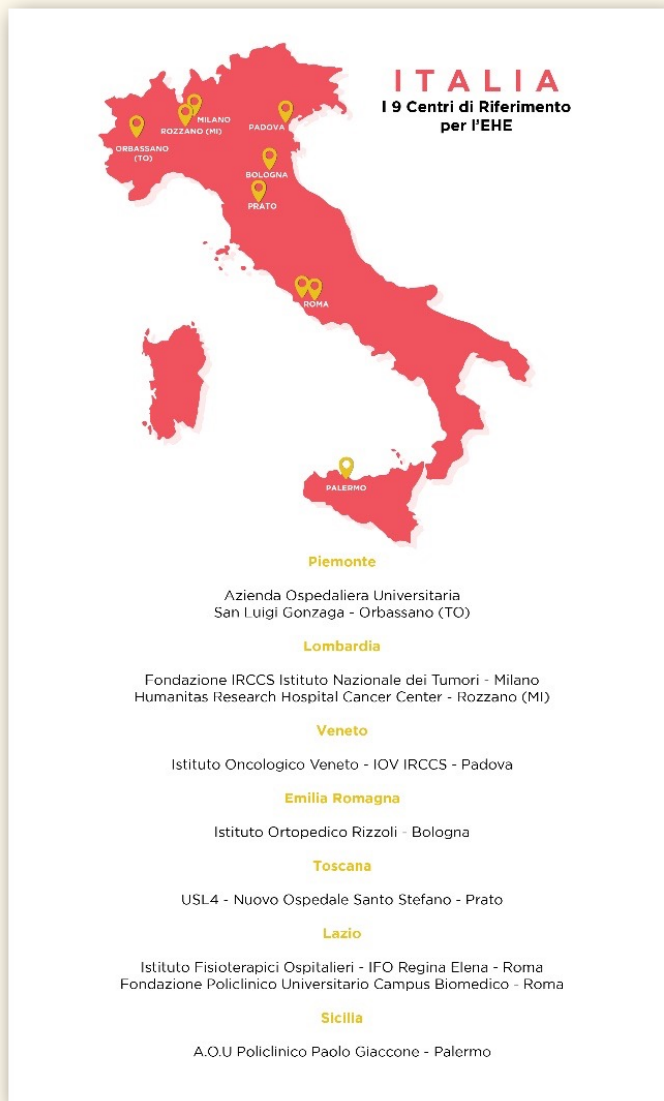 ITALIA
I 9 Centri di Riferimento
per l'EHE
MILANO
ROZZANO (MI)
PADOVA
ORBASSANO
(TO)
BOLOGNA
PRATO
ROMA
PALERMO
Piemonte
Azienda Ospedaliera Universitaria
San Luigi Gonzaga - Orbassano (TO)
Lombardia
Fondazione IRCCS Istituto Nazionale dei Tumori - Milano
Humanitas Research Hospital Cancer Center - Rozzano (MI)
Veneto
Istituto Oncologico Veneto - IOV IRCCS - Padova
Emilia Romagna
Istituto Ortopedico Rizzoli - Bologna
Toscana
USL4 - Nuovo Ospedale Santo Stefano - Prato
Lazio
Istituto Fisioterapici Ospitalieri - IFO Regina Elena - Roma
Fondazione Policlinico Universitario Campus Biomedico - Roma
Sicilia
A.O.U Policlinico Paolo Giaccone - Palermo